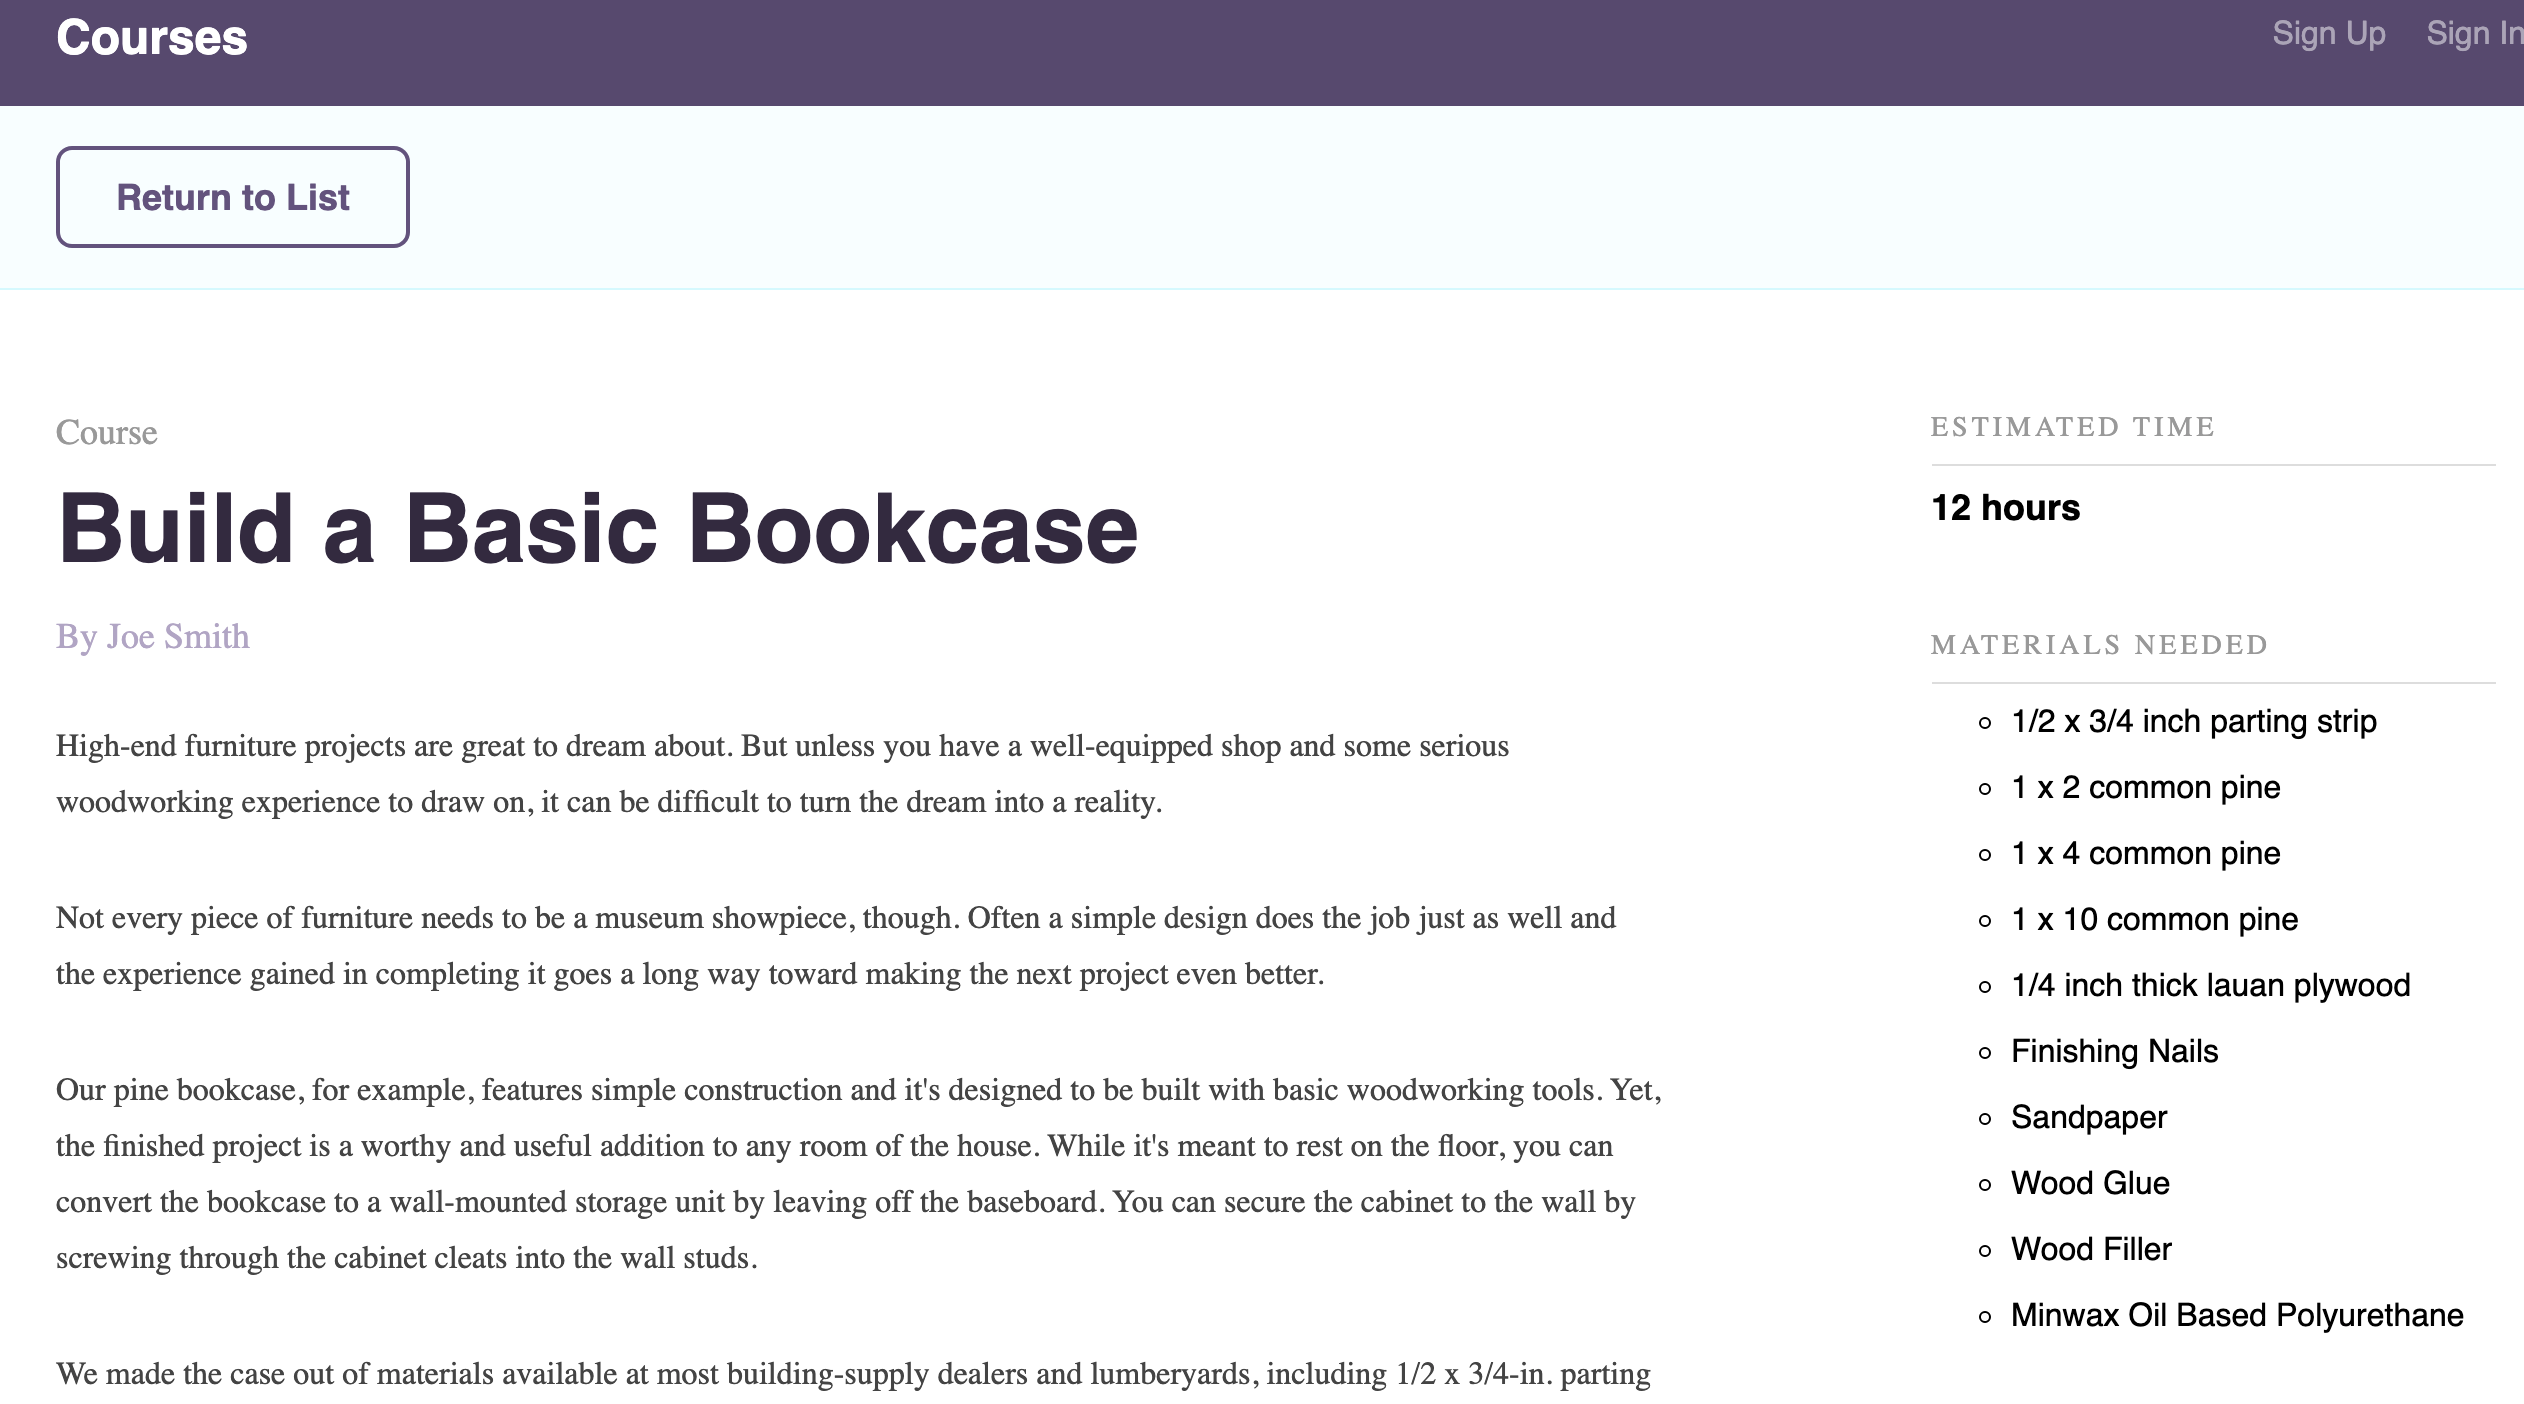 Courses
Sign Up
Sign In
Return to List
Course
Build a Basic Bookcase
By Joe Smith
High-end furniture projects are great to dream about. But unless you have a well-equipped shop and some serious
woodworking experience to draw on, it can be difficult to turn the dream into a reality.
Not every piece of furniture needs to be a museum showpiece, though. Often a simple design does the job just as well and
the experience gained in completing it goes a long way toward making the next project even better.
Our pine bookcase, for example, features simple construction and it's designed to be built with basic woodworking tools. Yet,
the finished project is a worthy and useful addition to any room of the house. While it's meant to rest on the floor, you can
convert the bookcase to a wall-mounted storage unit by leaving off the baseboard. You can secure the cabinet to the wall by
screwing through the cabinet cleats into the wall studs.
We made the case out of materials available at most building-supply dealers and lumberyards, including 1/2 x 3/4-in. parting
ESTIMATED TIME
12 hours
MATERIALS NEEDED
1/2 x 3/4 inch parting strip
1 x 2 common pine
1 x 4 common pine
1 x 10 common pine
1/4 inch thick lauan plywood
Finishing Nails
Sandpaper
Wood Glue
Wood Filler
Minwax Oil Based Polyurethane